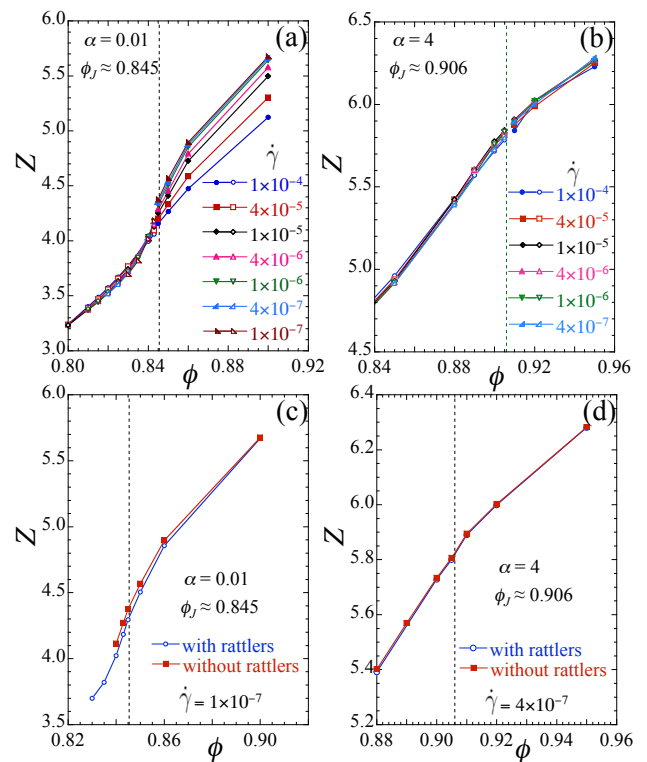 (a)
α = 0.01
ϕJ ≈ 0.845
Z
6.0
5.5
5.0
4.5
4.0
3.5
3.0
γ̇
1×10⁻⁴
4×10⁻⁵
1×10⁻⁵
4×10⁻⁶
1×10⁻⁶
4×10⁻⁷
1×10⁻⁷
0.80 0.84 0.88 0.92
ϕ
(b)
α = 4
ϕJ ≈ 0.906
Z
6.5
6.0
5.5
5.0
4.5
γ̇
1×10⁻⁴
4×10⁻⁵
1×10⁻⁵
4×10⁻⁶
1×10⁻⁶
4×10⁻⁷
0.84 0.88 0.92 0.96
ϕ
(c)
Z
6.0
5.5
5.0
4.5
4.0
3.5
α = 0.01
ϕJ ≈ 0.845
with rattlers
without rattlers
γ̇ = 1×10⁻⁷
0.82 0.86 0.90
ϕ
(d)
Z
6.4
6.2
6.0
5.8
5.6
5.4
5.2
α = 4
ϕJ ≈ 0.906
with rattlers
without rattlers
γ̇ = 4×10⁻⁷
0.88 0.90 0.92 0.94 0.96
ϕ